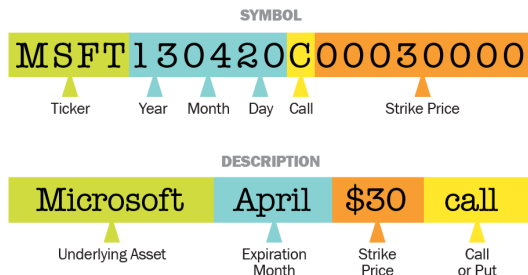 SYMBOL
MSFT130420C00030000
Ticker Year Month Day Call Strike Price
DESCRIPTION
Microsoft April $30 call
Underlying Asset Expiration Month Strike Price Call or Put